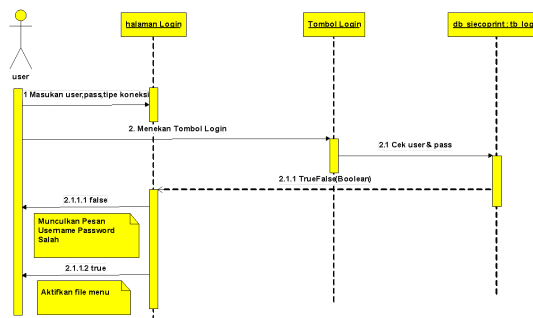 halaman Login
Tombol Login
db_siecoprint:tb_log
user
1 Masukan user,pass,tipe koneksi
2. Menekan Tombol Login
2.1 Cek user & pass
2.1.1 TrueFalse(Boolean)
2.1.1.1 false
Munculkan Pesan
Username Password
Salah
2.1.1.2 true
Aktifkan file menu